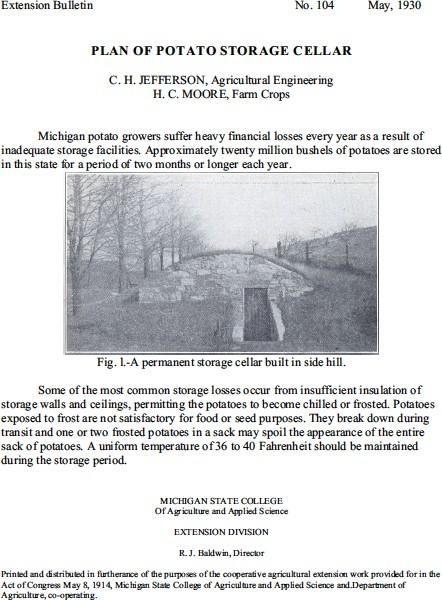 Extension Bulletin No. 104 May, 1930
PLAN OF POTATO STORAGE CELLAR
C. H. JEFFERSON, Agricultural Engineering
H. C. MOORE, Farm Crops
Michigan potato growers suffer heavy financial losses every year as a result of
inadequate storage facilities. Approximately twenty million bushels of potatoes are stored
in this state for a period of two months or longer each year.
Fig. l.-A permanent storage cellar built in side hill.
Some of the most common storage losses occur from insufficient insulation of
storage walls and ceilings, permitting the potatoes to become chilled or frosted. Potatoes
exposed to frost are not satisfactory for food or seed purposes. They break down during
transit and one or two frosted potatoes in a sack may spoil the appearance of the entire
sack of potatoes. A uniform temperature of 36 to 40 Fahrenheit should be maintained
during the storage period.
MICHIGAN STATE COLLEGE
Of Agriculture and Applied Science
EXTENSION DIVISION
R. J. Baldwin, Director
Printed and distributed in furtherance of the purposes of the cooperative agricultural extension work provided for in the
Act of Congress May 8, 1914, Michigan State College of Agriculture and Applied Science and.Department of
Agriculture, co-operating.